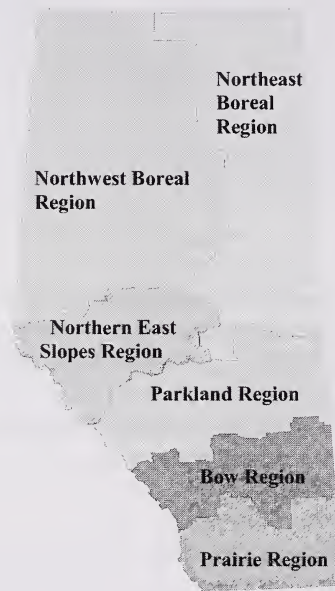 Northeast
Boreal
Region
Northwest Boreal
Region
Northern East
Slopes Region
Parkland Region
Bow Region
Prairie Region